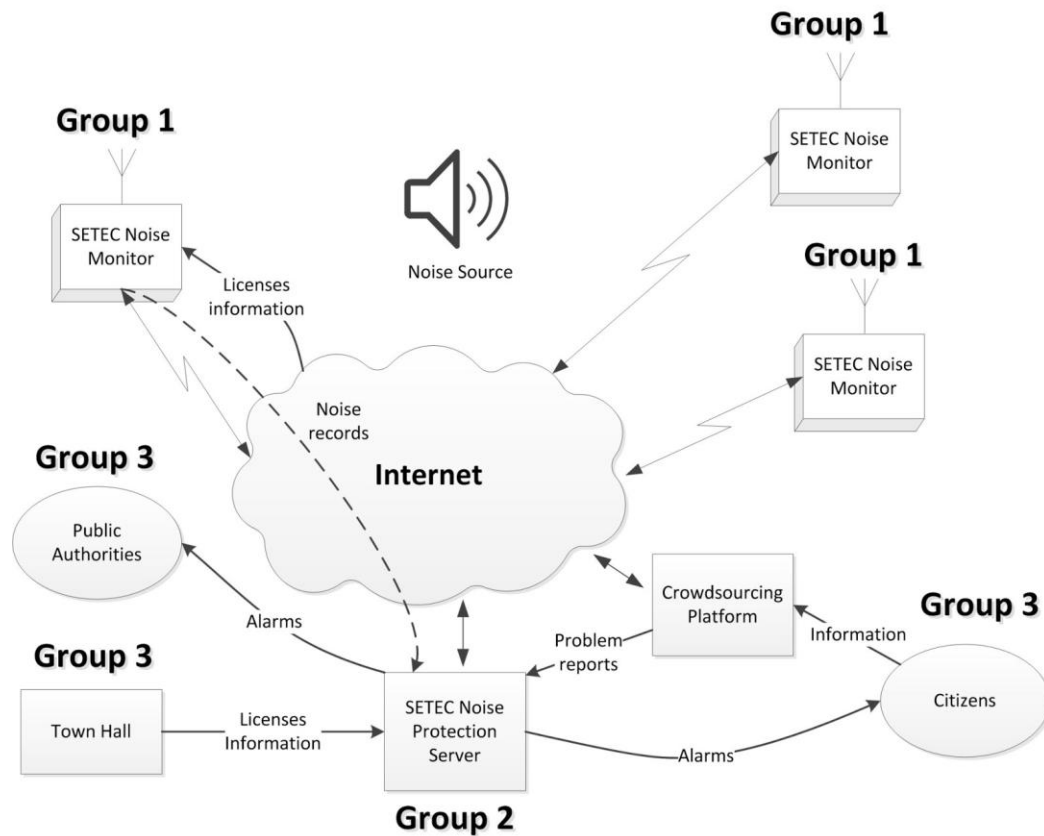 Group 1
SETEC Noise
Monitor
Group 1
SETEC Noise
Monitor
Group 1
SETEC Noise
Monitor
Noise Source
Licenses
information
Noise
records
Internet
Group 3
Public
Authorities
Alarms
Group 3
Town Hall
Licenses
Information
SETEC Noise
Protection
Server
Group 2
Problem
reports
Crowdsourcing
Platform
Information
Group 3
Citizens
Alarms